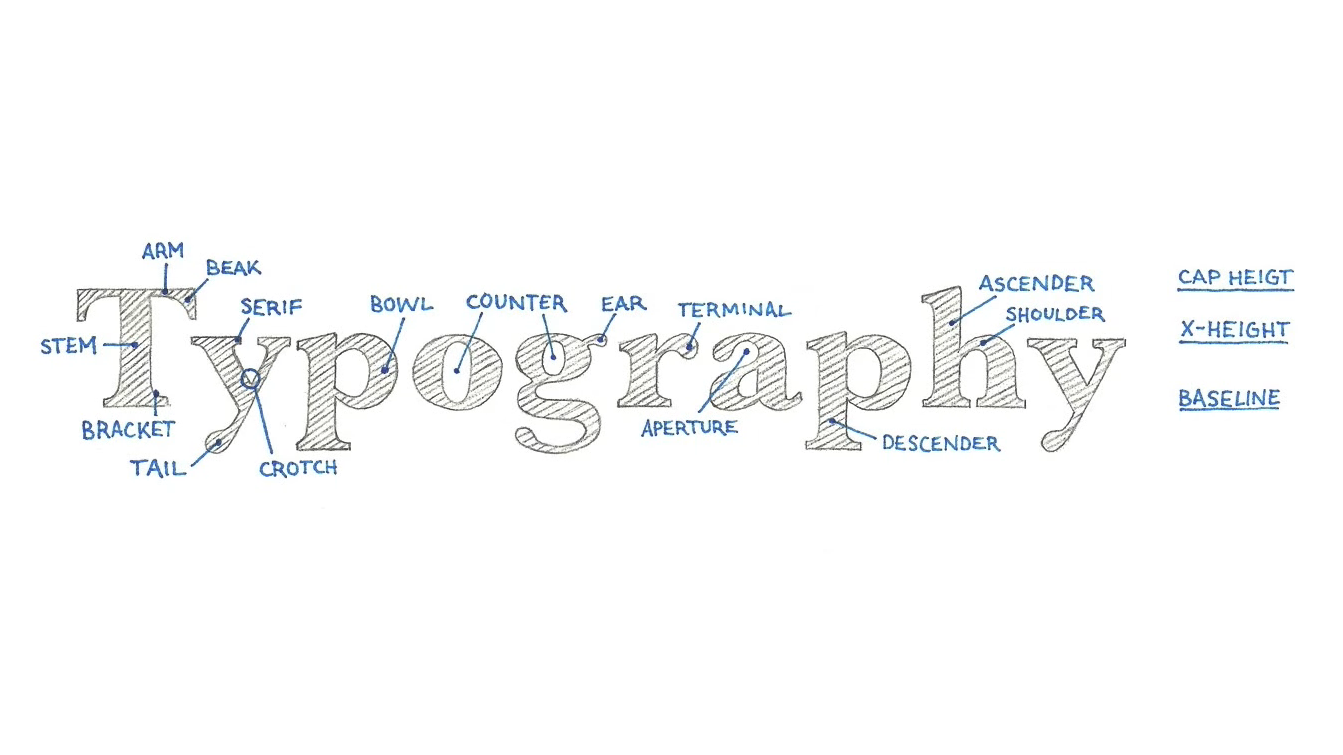 ARM
BEAK
SERIF
BOWL
COUNTER
EAR
TERMINAL
ASCENDER
SHOULDER
CAP HEIGT
X-HEIGHT
BASELINE
STEM
Typography
BRACKET
TAIL
CROTCH
APERTURE
DESCENDER